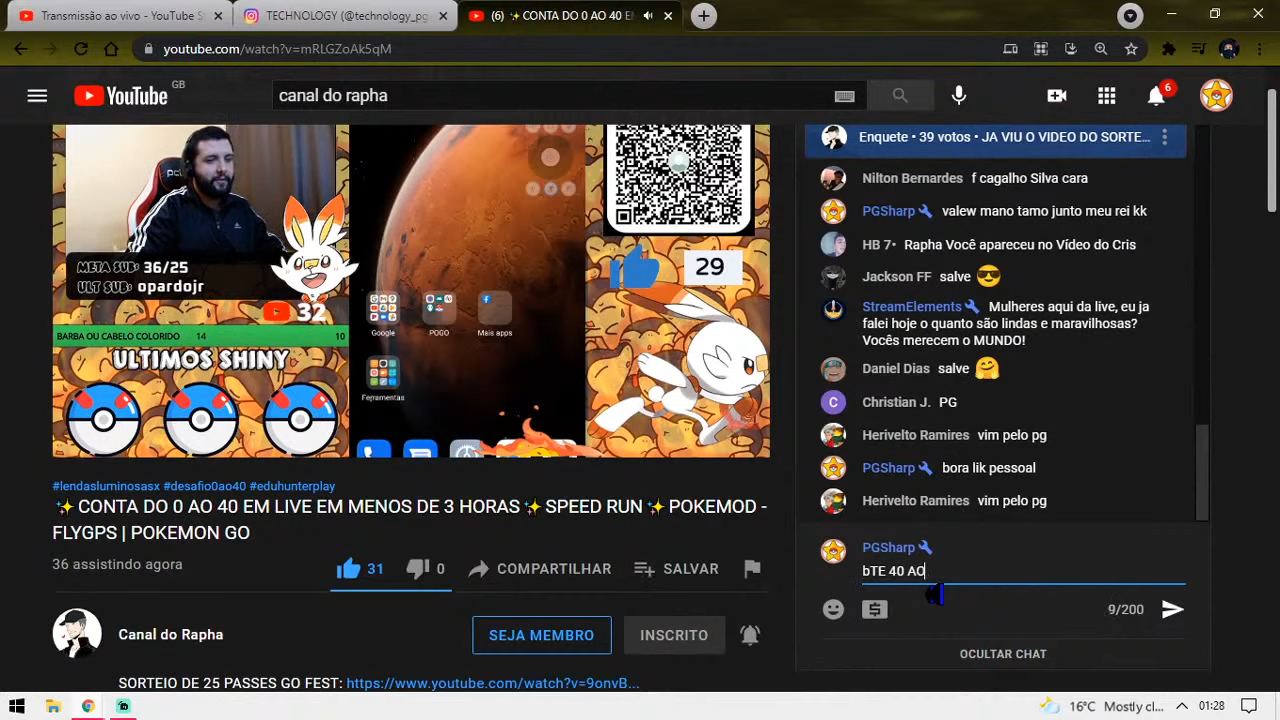 Transmissão ao vivo - YouTube S
TECHNOLOGY (@technology_pg
(6) ✨CONTA DO 0 AO 40 EM
youtube.com/watch?v=mRLGZoAk5qM
YouTube
GB
canal do rapha
6
META SUB: 36/25
ULT SUB: opardojr
32
BARBA OU CABELO COLORIDO 14 10
ULTIMOS SHINY
Google
POGO
Mais apps
Ferramentas
29
#lendasluminosasx #desafio0ao40 #eduhunterplay
✨CONTA DO 0 AO 40 EM LIVE EM MENOS DE 3 HORAS✨SPEED RUN✨POKEMOD -
FLYGPS | POKEMON GO
36 assistindo agora
31
0
COMPARTILHAR
SALVAR
Canal do Rapha
SEJA MEMBRO
INSCRITO
SORTEIO DE 25 PASSES GO FEST: https://www.youtube.com/watch?v=9onvB...
Enquete • 39 votos • JA VIU O VIDEO DO SORTE...
Nilton Bernardes f cagalho Silva cara
PGSharp valew mano tamo junto meu rei kk
HB 7• Rapha Você apareceu no Vídeo do Cris
Jackson FF salve 😎
StreamElements Mulheres aqui da live, eu ja
falei hoje o quanto são lindas e maravilhosas?
Vocês merecem o MUNDO!
Daniel Dias salve 🤗
C Christian J. PG
Herivelto Ramires vim pelo pg
PGSharp bora lik pessoal
Herivelto Ramires vim pelo pg
PGSharp
bTE 40 AO
9/200
OCULTAR CHAT
16°C Mostly cl...
01:28